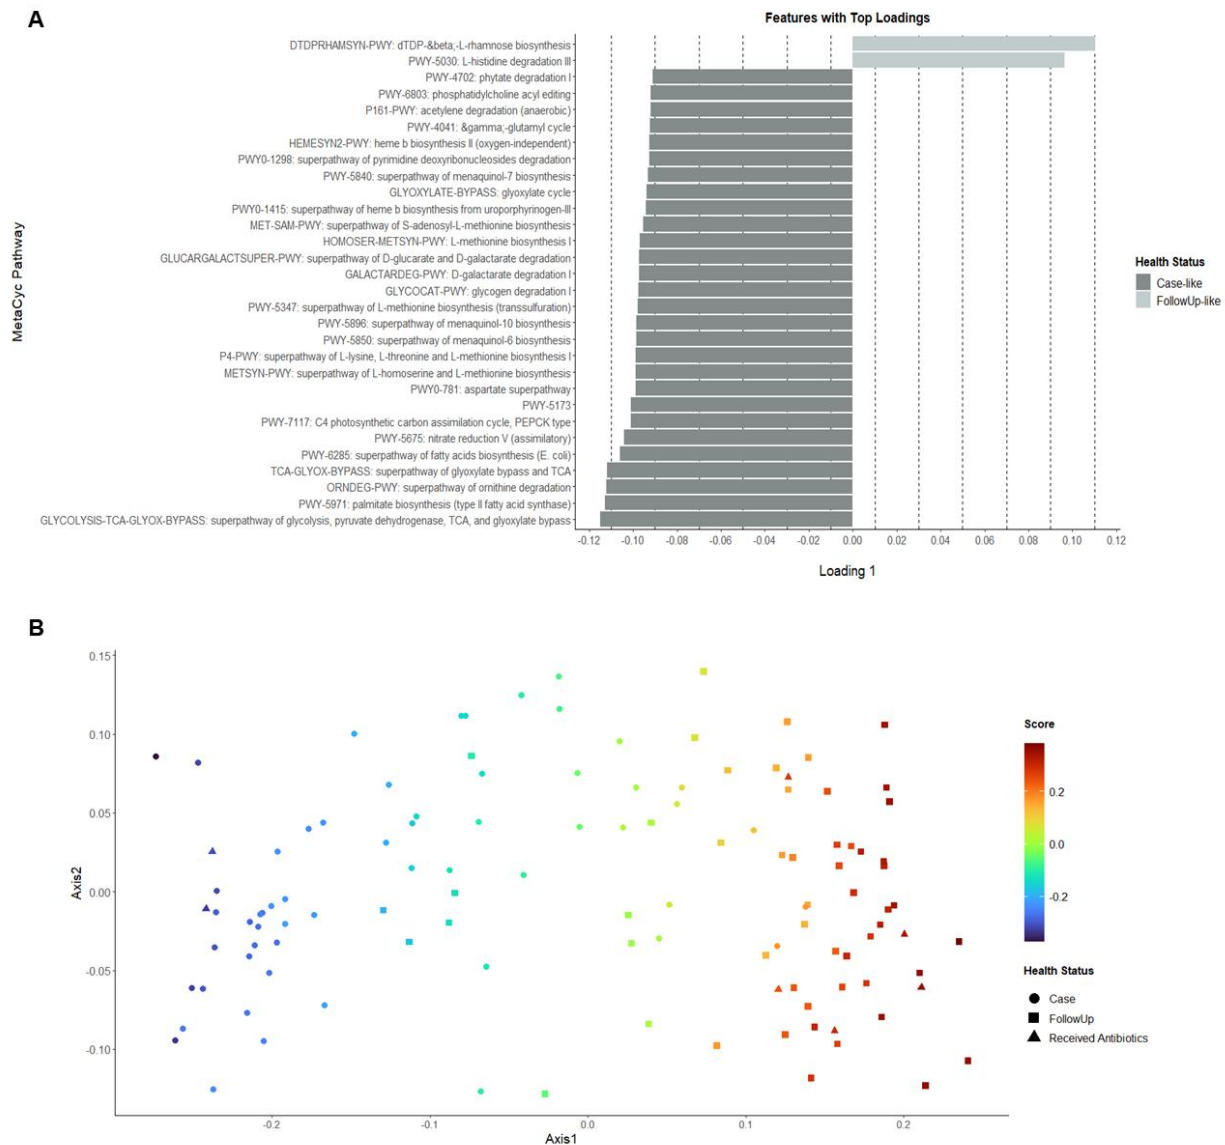 A
Features with Top Loadings
MetaCyc Pathway
DTDPRHAMSYN-PWY: dTDP-&beta;-L-rhamnose biosynthesis
PWY-5030: L-histidine degradation III
PWY-4702: phytate degradation I
PWY-6803: phosphatidylcholine acyl editing
P161-PWY: acetylene degradation (anaerobic)
PWY-4041: &gamma;-glutamyl cycle
HEMESYN2-PWY: heme b biosynthesis II (oxygen-independent)
PWY0-1298: superpathway of pyrimidine deoxyribonucleosides degradation
PWY-5840: superpathway of menaquinol-7 biosynthesis
GLYOXYLATE-BYPASS: glyoxylate cycle
PWY0-1415: superpathway of heme b biosynthesis from uroporphyrinogen-III
MET-SAM-PWY: superpathway of S-adenosyl-L-methionine biosynthesis
HOMOSER-METSYN-PWY: L-methionine biosynthesis I
GLUCARGALACTSUPER-PWY: superpathway of D-glucarate and D-galactarate degradation
GALACTARDEG-PWY: D-galactarate degradation I
GLYCOCAT-PWY: glycogen degradation I
PWY-5347: superpathway of L-methionine biosynthesis (transsulfuration)
PWY-5896: superpathway of menaquinol-10 biosynthesis
PWY-5850: superpathway of menaquinol-6 biosynthesis
P4-PWY: superpathway of L-lysine, L-threonine and L-methionine biosynthesis I
METSYN-PWY: superpathway of L-homoserine and L-methionine biosynthesis
PWY0-781: aspartate superpathway
PWY-5173
PWY-7117: C4 photosynthetic carbon assimilation cycle, PEPCK type
PWY-5675: nitrate reduction V (assimilatory)
PWY-6285: superpathway of fatty acids biosynthesis (E. coli)
TCA-GLYOX-BYPASS: superpathway of glyoxylate bypass and TCA
ORNDEG-PWY: superpathway of ornithine degradation
PWY-5971: palmitate biosynthesis (type II fatty acid synthase)
GLYCOLYSIS-TCA-GLYOX-BYPASS: superpathway of glycolysis, pyruvate dehydrogenase, TCA, and glyoxylate bypass
-0.12 -0.10 -0.08 -0.06 -0.04 -0.02 0.00 0.02 0.04 0.06 0.08 0.10 0.12
Loading 1
Health Status
Case-like
FollowUp-like
B
Axis2
0.15
0.10
0.05
0.00
-0.05
-0.10
-0.2 -0.1 0.0 0.1 0.2
Axis1
Score
0.2
0.0
-0.2
Health Status
Case
FollowUp
Received Antibiotics